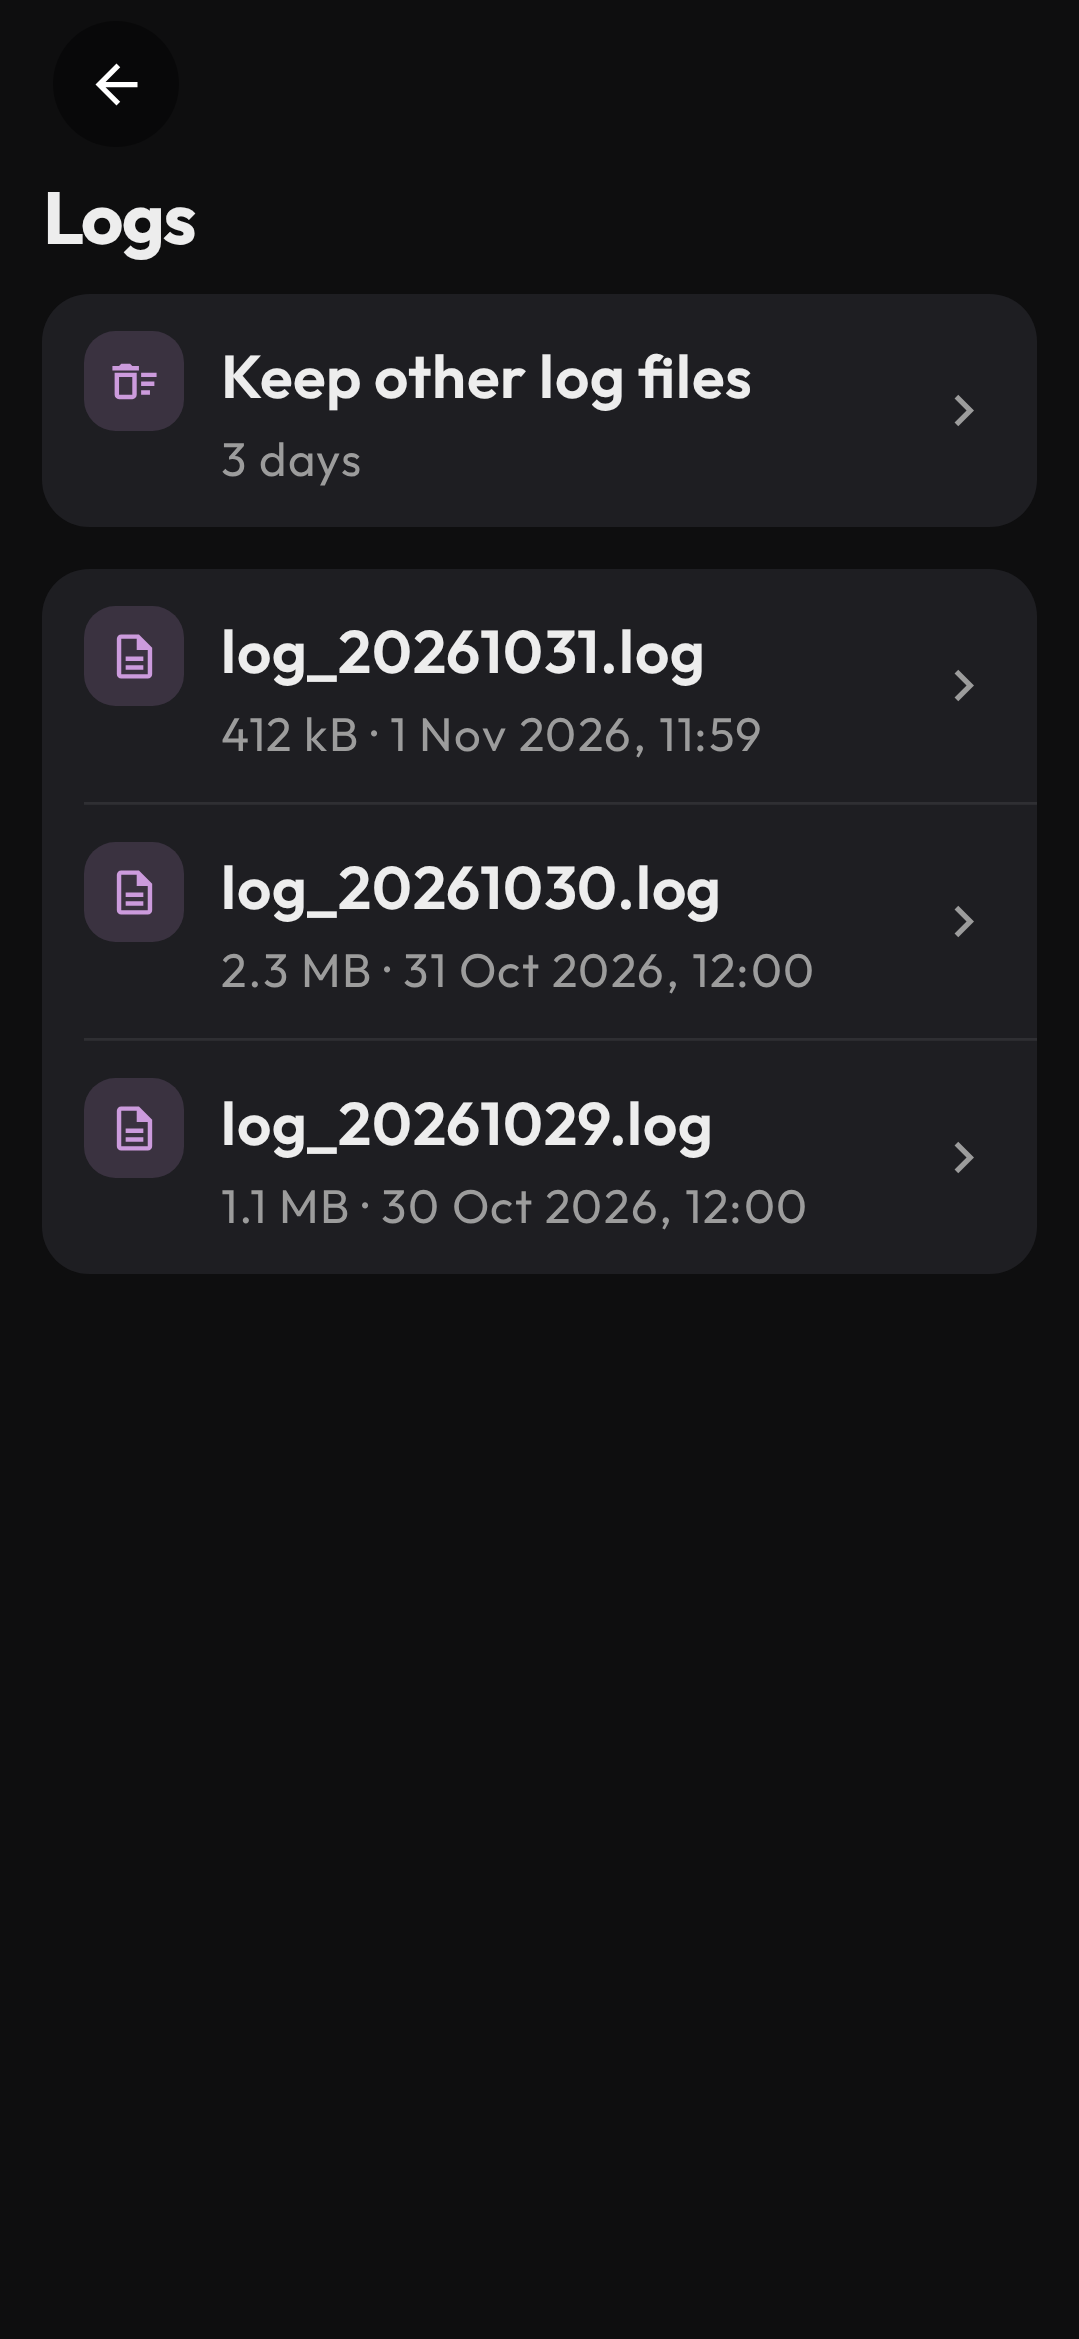 Logs
Keep other log files
3 days
log_20261031.log
412 kB · 1 Nov 2026, 11:59
log_20261030.log
2.3 MB · 31 Oct 2026, 12:00
log_20261029.log
1.1 MB · 30 Oct 2026, 12:00